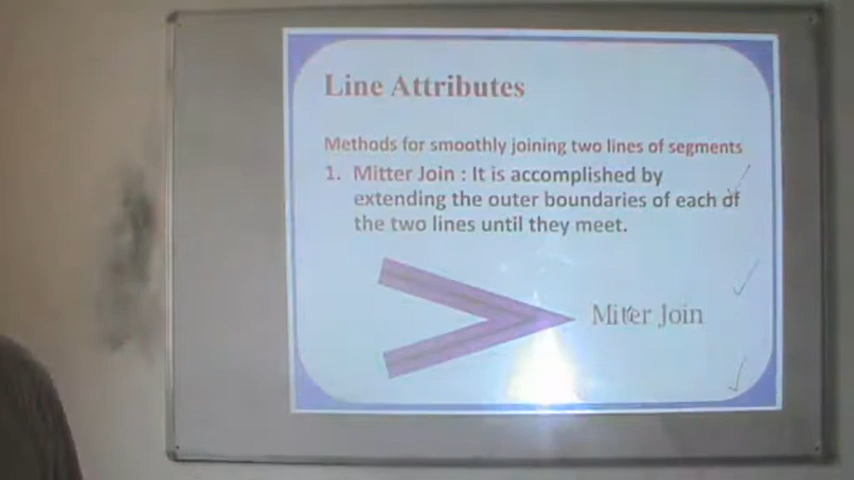 Line Attributes
Methods for smoothly joining two lines of segments
1. Mitter Join : It is accomplished by
extending the outer boundaries of each of
the two lines until they meet.
Miter Join